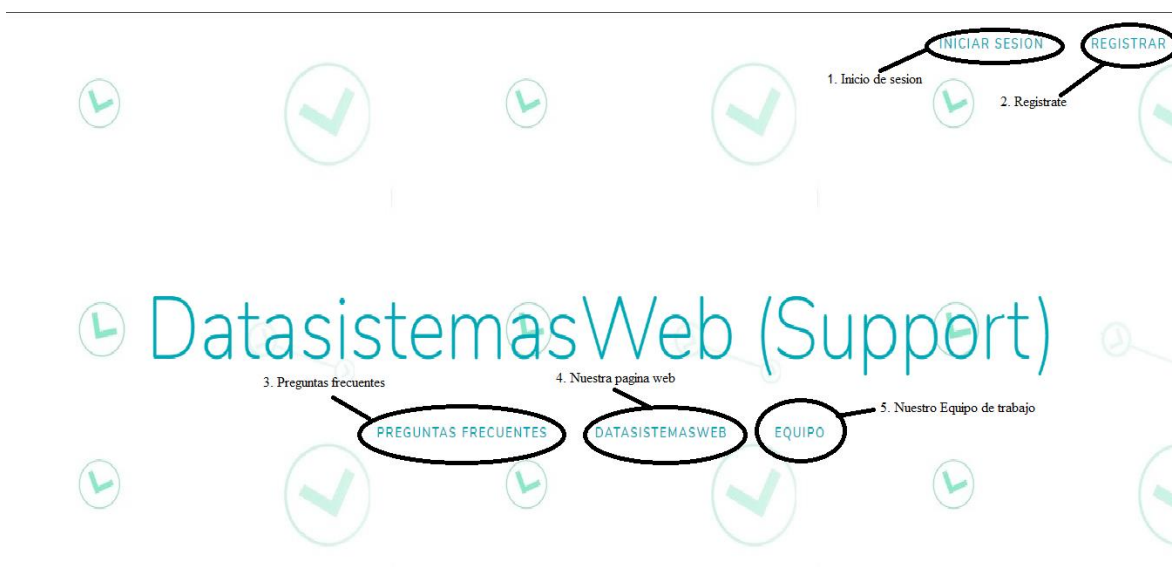 INICIAR SESION
REGISTRAR
1. Inicio de sesion
2. Registrate
DatasistemasWeb (Support)
3. Preguntas frecuentes
4. Nuestra pagina web
5. Nuestro Equipo de trabajo
PREGUNTAS FRECUENTES
DATASISTEMASWEB
EQUIPO